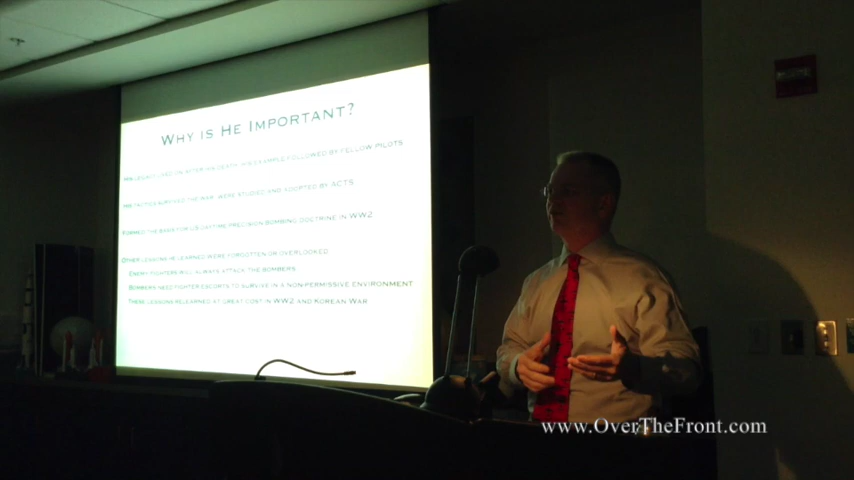 Why is He Important?
His legacy lived on after his death, his example followed by fellow pilots
His tactics survived the war, were studied and adopted by ACTS
Formed the basis for US daytime precision bombing doctrine in WW2
Other lessons he learned were forgotten or overlooked
Enemy fighters will always attack the bombers
Bombers need fighter escorts to survive in a non-permissive environment
These lessons relearned at great cost in WW2 and Korean War
www.OverTheFront.com